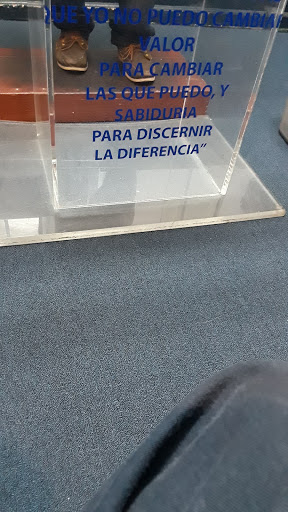 QUE YO NO PUEDO CAMBIAR
VALOR
PARA CAMBIAR
LAS QUE PUEDO, Y
SABIDURIA
PARA DISCERNIR
LA DIFERENCIA”